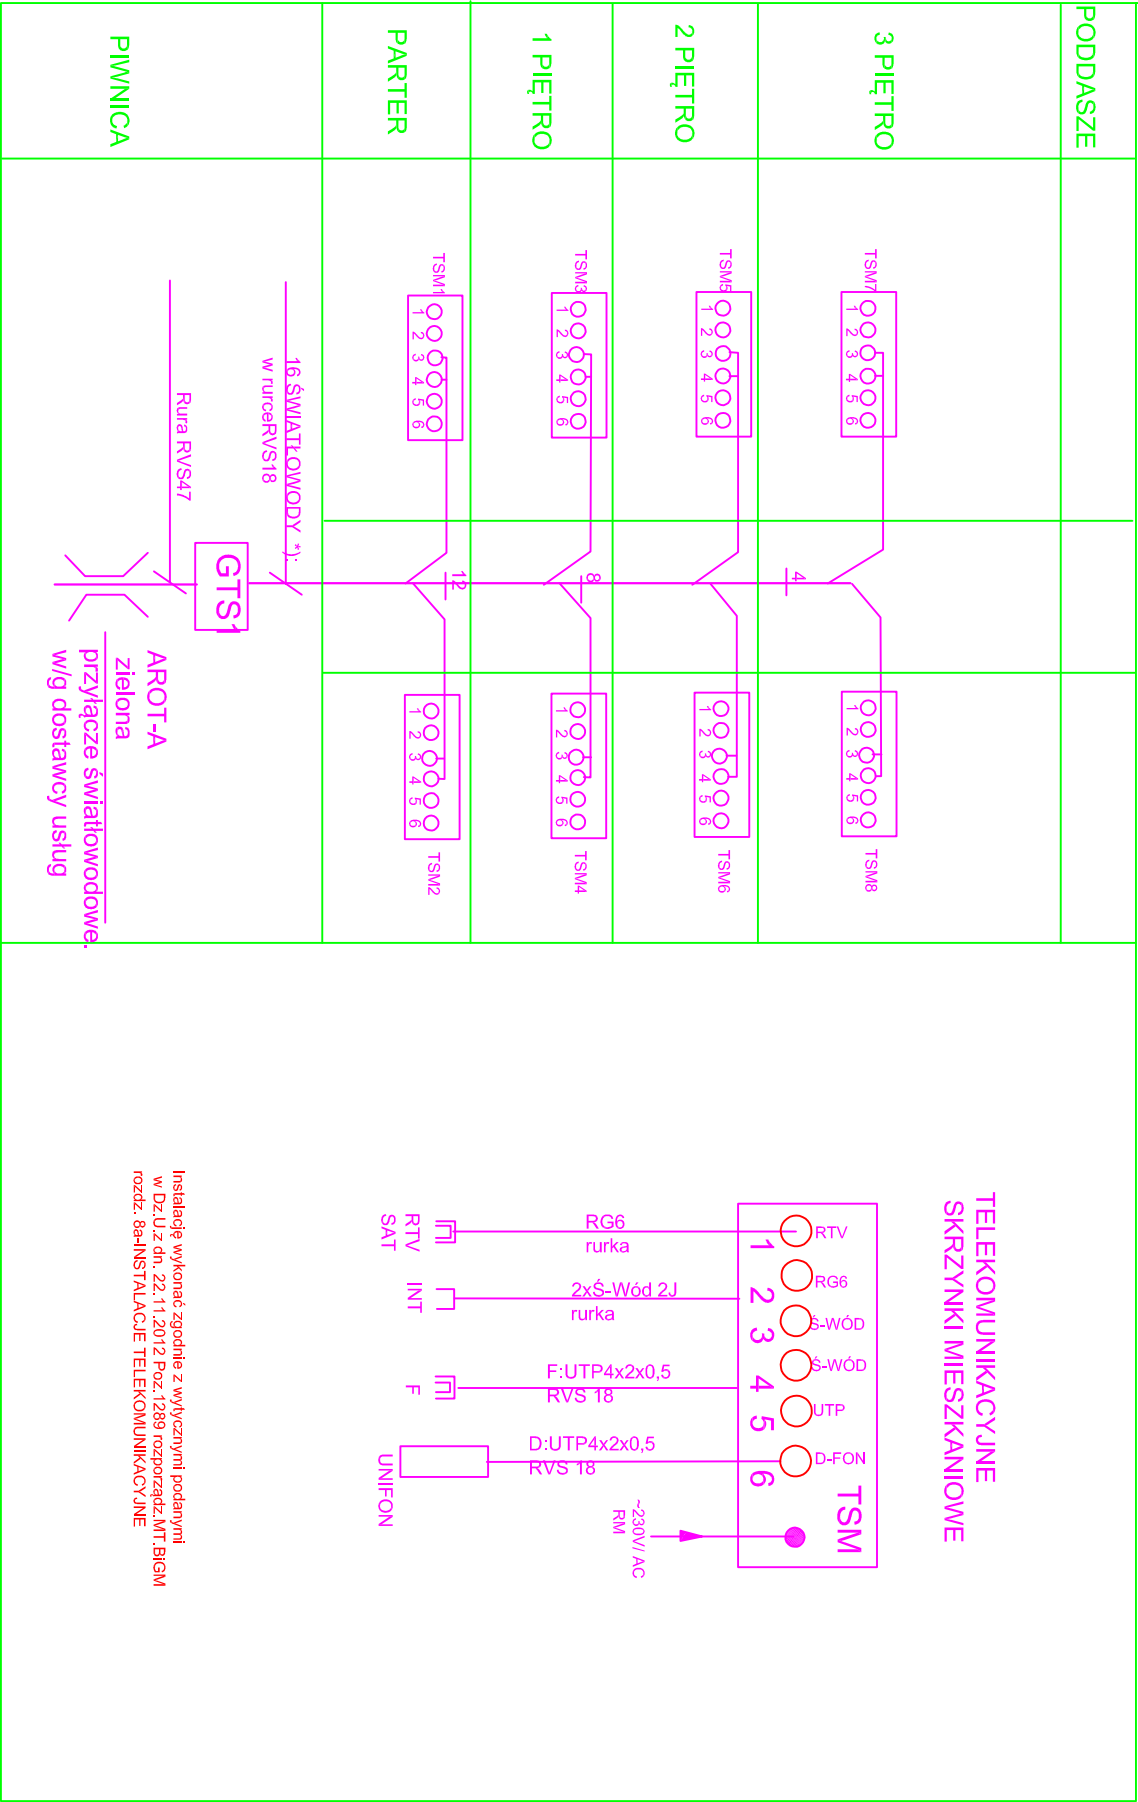 PODDASZE
3 PIĘTRO
2 PIĘTRO
1 PIĘTRO
PARTER
PIWNICA
TSM7
1 2 3 4 5 6
TSM8
1 2 3 4 5 6
4
TSM5
1 2 3 4 5 6
TSM6
1 2 3 4 5 6
8
TSM3
1 2 3 4 5 6
TSM4
1 2 3 4 5 6
12
TSM1
1 2 3 4 5 6
TSM2
1 2 3 4 5 6
16 ŚWIATŁOWODY *):
w rurceRVS18
GTS1
Rura RVS47
AROT-A
zielona
przyłącze światłowodowe.
w/g dostawcy usług
TELEKOMUNIKACYJNE
SKRZYNKI MIESZKANIOWE
TSM
RTV
RG6
Ś-WÓD
Ś-WÓD
UTP
D-FON
1 2 3 4 5 6
RG6
rurka
2xŚ-Wód 2J
rurka
F:UTP4x2x0,5
RVS 18
D:UTP4x2x0,5
RVS 18
~230V/ AC
RM
RTV
SAT
INT
F
UNIFON
Instalację wykonać zgodnie z wytycznymi podanymi
w Dz.U.z dn. 22.11.2012 Poz.1289 rozporządz.MT.BiGM
rozdz. 8a-INSTALACJE TELEKOMUNIKACYJNE